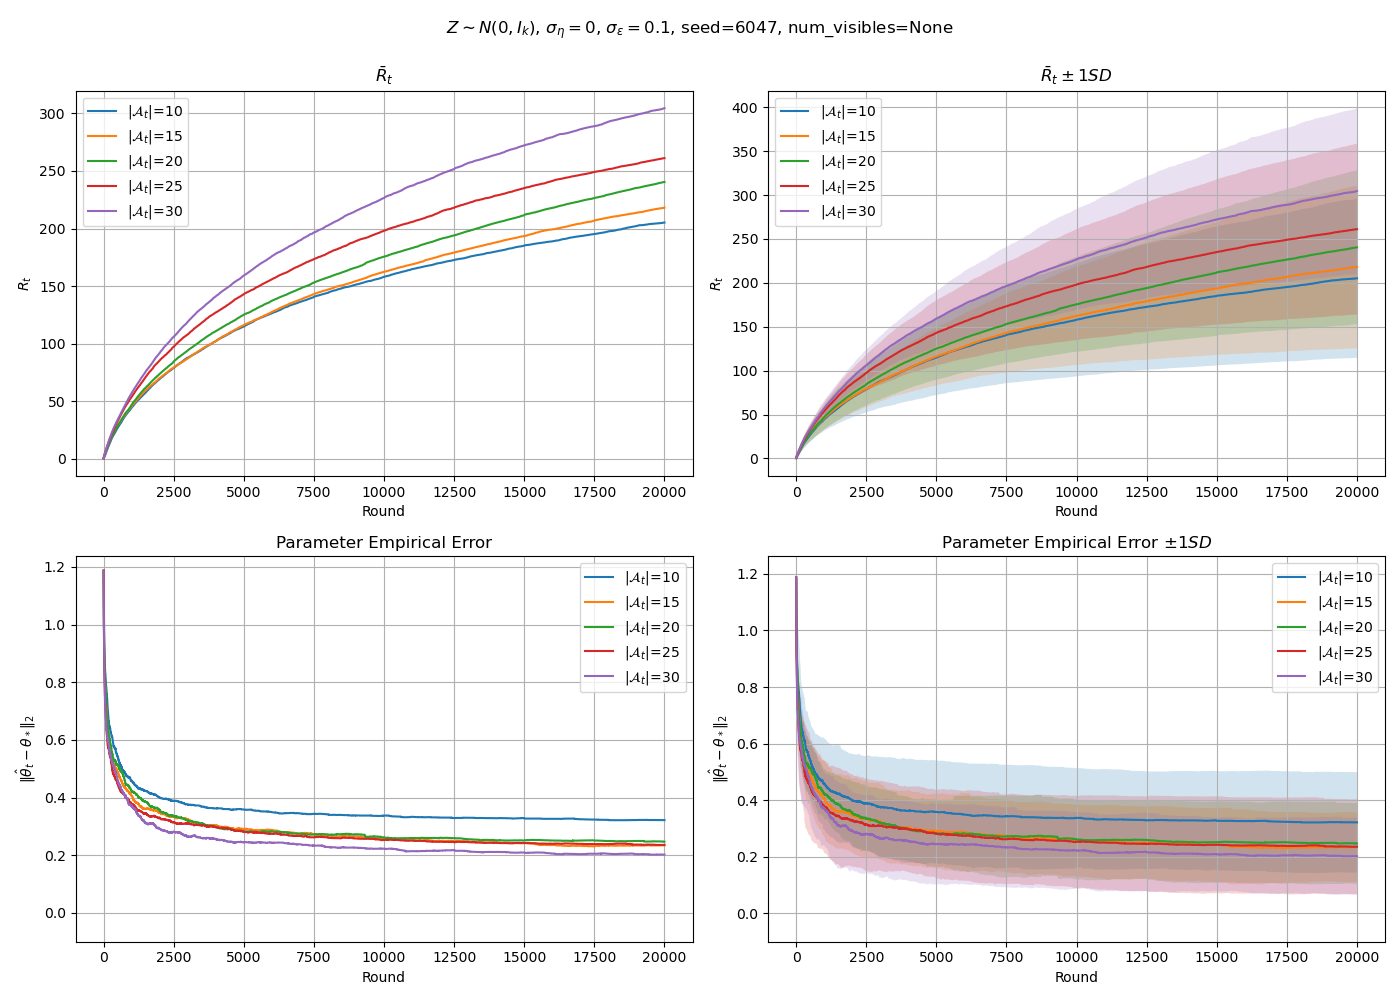 Z ∼ N(0, I_k), σ_η = 0, σ_ε = 0.1, seed=6047, num_visibles=None
R̄_t
R_t
300
250
200
150
100
50
0
|𝒜_t|=10
|𝒜_t|=15
|𝒜_t|=20
|𝒜_t|=25
|𝒜_t|=30
0 2500 5000 7500 10000 12500 15000 17500 20000
Round
R̄_t ± 1SD
R_t
400
350
300
250
200
150
100
50
0
|𝒜_t|=10
|𝒜_t|=15
|𝒜_t|=20
|𝒜_t|=25
|𝒜_t|=30
0 2500 5000 7500 10000 12500 15000 17500 20000
Round
Parameter Empirical Error
‖θ̂_t − θ_*‖_2
1.2
1.0
0.8
0.6
0.4
0.2
0.0
|𝒜_t|=10
|𝒜_t|=15
|𝒜_t|=20
|𝒜_t|=25
|𝒜_t|=30
0 2500 5000 7500 10000 12500 15000 17500 20000
Round
Parameter Empirical Error ±1SD
‖θ̂_t − θ_*‖_2
1.2
1.0
0.8
0.6
0.4
0.2
0.0
|𝒜_t|=10
|𝒜_t|=15
|𝒜_t|=20
|𝒜_t|=25
|𝒜_t|=30
0 2500 5000 7500 10000 12500 15000 17500 20000
Round